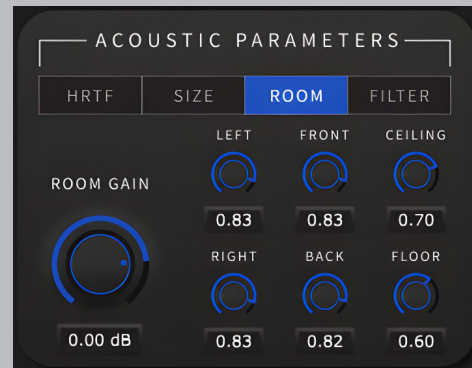 ACOUSTIC PARAMETERS
HRTF SIZE ROOM FILTER
LEFT FRONT CEILING
ROOM GAIN
0.83 0.83 0.70
RIGHT BACK FLOOR
0.00 dB 0.83 0.82 0.60